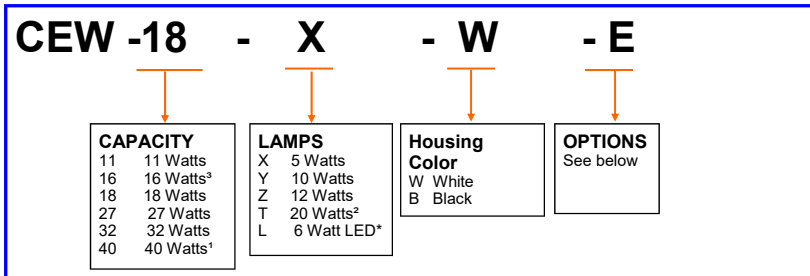 CEW -18 - X - W - E
CAPACITY
11 11 Watts
16 16 Watts³
18 18 Watts
27 27 Watts
32 32 Watts
40 40 Watts¹
LAMPS
X 5 Watts
Y 10 Watts
Z 12 Watts
T 20 Watts²
L 6 Watt LED*
Housing
Color
W White
B Black
OPTIONS
See below